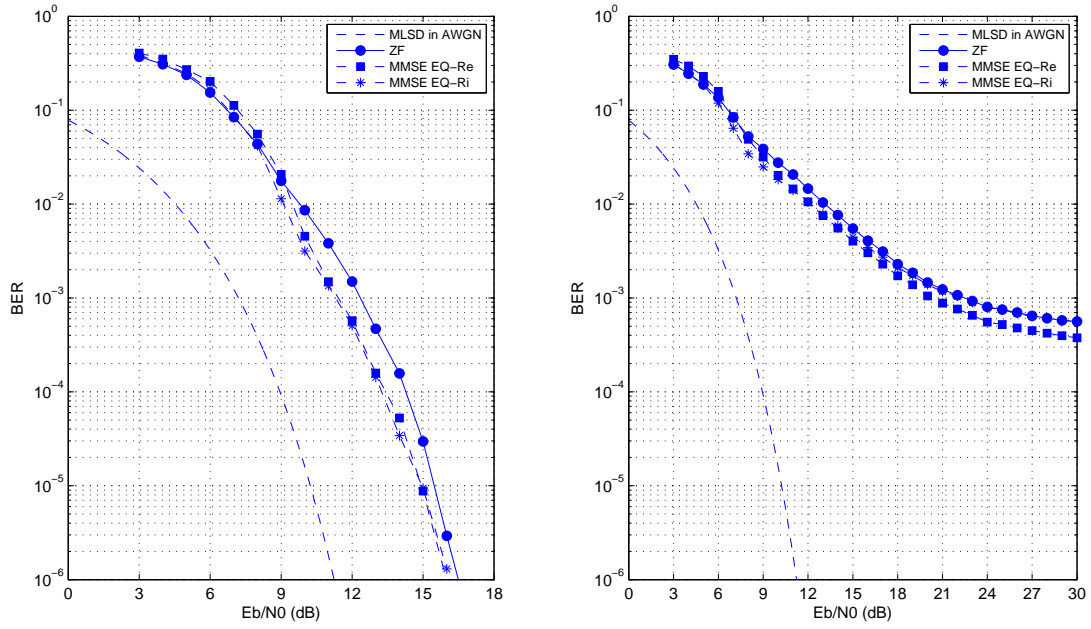 10^0
10^-1
10^-2
10^-3
10^-4
10^-5
10^-6
BER
0 3 6 9 12 15 18
Eb/N0 (dB)
MLSD in AWGN
ZF
MMSE EQ−Re
MMSE EQ−Ri
10^0
10^-1
10^-2
10^-3
10^-4
10^-5
10^-6
BER
0 3 6 9 12 15 18 21 24 27 30
Eb/N0 (dB)
MLSD in AWGN
ZF
MMSE EQ−Re
MMSE EQ−Ri